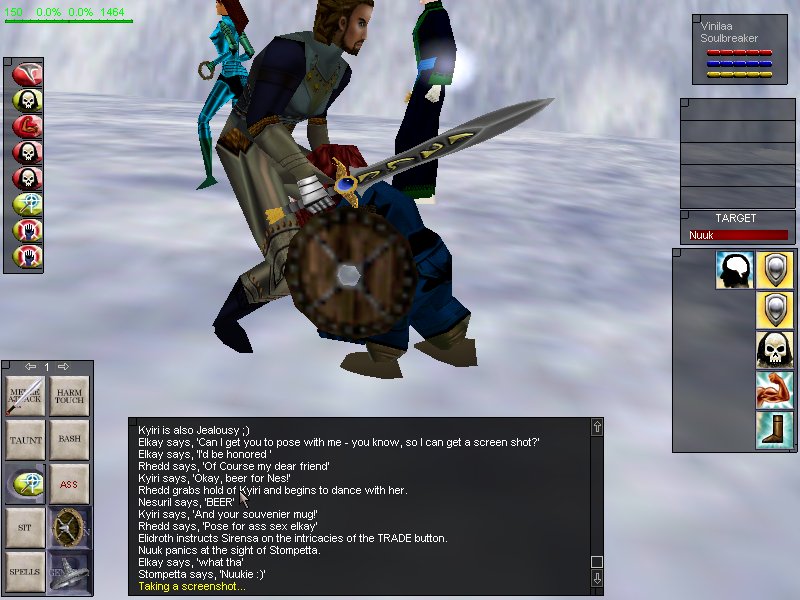 150 0.0% 0.0% 1464
Vinilaa
Soulbreaker
TARGET
Nuuk
1
MELEE ATTACK
HARM TOUCH
TAUNT
BASH
ASS
SIT
SPELLS
Kyiri is also Jealousy ;)
Elkay says, 'Can I get you to pose with me - you know, so I can get a screen shot?'
Elkay says, 'I'd be honored '
Rhedd says, 'Of Course my dear friend'
Kyiri says, 'Okay, beer for Nes!'
Rhedd grabs hold of Kyiri and begins to dance with her.
Nesuril says, 'BEER'
Kyiri says, 'And your souvenier mug!'
Rhedd says, 'Pose for ass sex elkay'
Elidroth instructs Sirensa on the intricacies of the TRADE button.
Nuuk panics at the sight of Stompetta.
Elkay says, 'what tha'
Stompetta says, 'Nuukie :)'
Taking a screenshot...